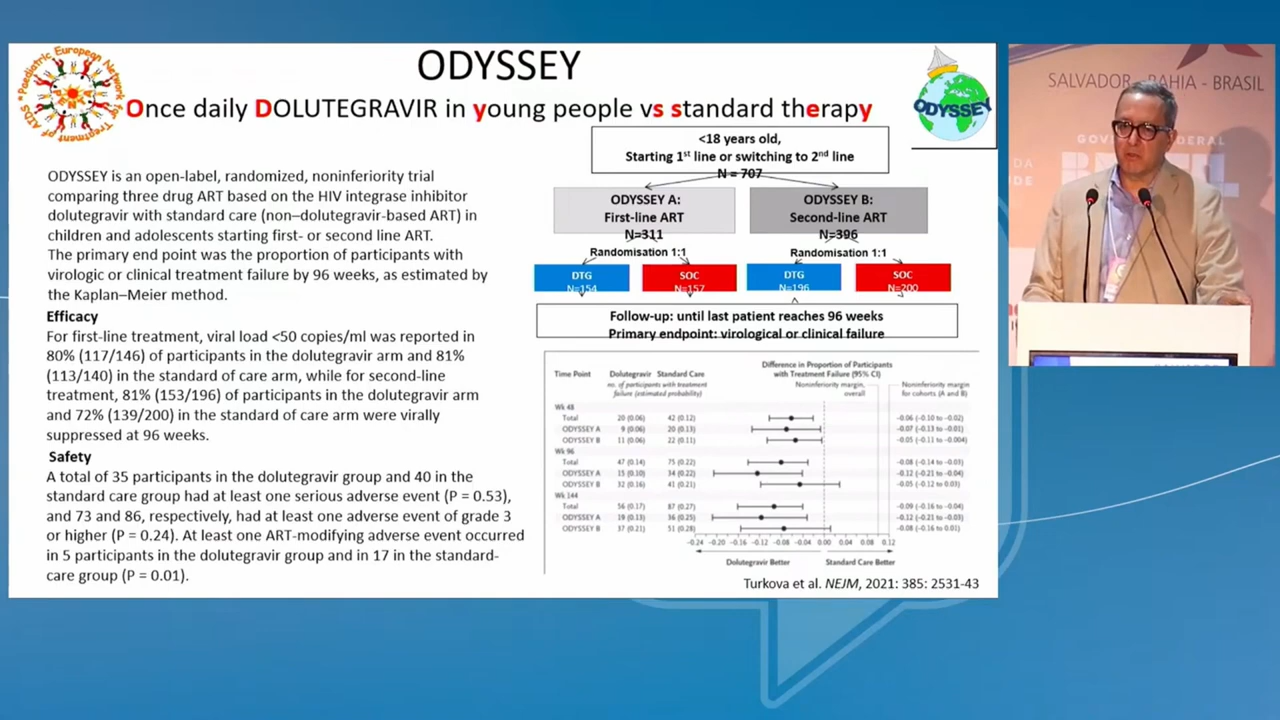 ODYSSEY
Once daily DOLUTEGRAVIR in young people vs standard therapy
Paediatric European Network for Treatment of AIDS
ODYSSEY
ODYSSEY is an open-label, randomized, noninferiority trial
comparing three drug ART based on the HIV integrase inhibitor
dolutegravir with standard care (non–dolutegravir-based ART) in
children and adolescents starting first- or second line ART.
The primary end point was the proportion of participants with
virologic or clinical treatment failure by 96 weeks, as estimated by
the Kaplan–Meier method.
Efficacy
For first-line treatment, viral load <50 copies/ml was reported in
80% (117/146) of participants in the dolutegravir arm and 81%
(113/140) in the standard of care arm, while for second-line
treatment, 81% (153/196) of participants in the dolutegravir arm
and 72% (139/200) in the standard of care arm were virally
suppressed at 96 weeks.
Safety
A total of 35 participants in the dolutegravir group and 40 in the
standard care group had at least one serious adverse event (P = 0.53),
and 73 and 86, respectively, had at least one adverse event of grade 3
or higher (P = 0.24). At least one ART-modifying adverse event occurred
in 5 participants in the dolutegravir group and in 17 in the standard-
care group (P = 0.01).
<18 years old,
Starting 1st line or switching to 2nd line
N = 707
ODYSSEY A:
First-line ART
N=311
ODYSSEY B:
Second-line ART
N=396
Randomisation 1:1
Randomisation 1:1
DTG
N=154
SOC
N=157
DTG
N=196
SOC
N=200
Follow-up: until last patient reaches 96 weeks
Primary endpoint: virological or clinical failure
Time Point Dolutegravir Standard Care
no. of participants with treatment
failure (estimated probability)
Difference in Proportion of Participants
with Treatment Failure (95% CI)
Noninferiority margin,
overall
Noninferiority margin
for cohorts (A and B)
Wk 48
Total 20 (0.06) 42 (0.12) -0.06 (-0.10 to -0.02)
ODYSSEY A 9 (0.06) 20 (0.13) -0.07 (-0.13 to -0.01)
ODYSSEY B 11 (0.06) 22 (0.11) -0.05 (-0.11 to -0.004)
Wk 96
Total 47 (0.14) 75 (0.22) -0.08 (-0.14 to -0.03)
ODYSSEY A 15 (0.10) 34 (0.22) -0.12 (-0.21 to -0.04)
ODYSSEY B 32 (0.16) 41 (0.21) -0.05 (-0.12 to 0.03)
Wk 144
Total 56 (0.17) 87 (0.27) -0.09 (-0.16 to -0.04)
ODYSSEY A 19 (0.13) 36 (0.25) -0.12 (-0.21 to -0.03)
ODYSSEY B 37 (0.21) 51 (0.28) -0.08 (-0.16 to 0.01)
-0.24 -0.20 -0.16 -0.12 -0.08 -0.04 0.00 0.04 0.08 0.12
Dolutegravir Better Standard Care Better
Turkova et al. NEJM, 2021: 385: 2531-43
SALVADOR - BAHIA - BRASIL